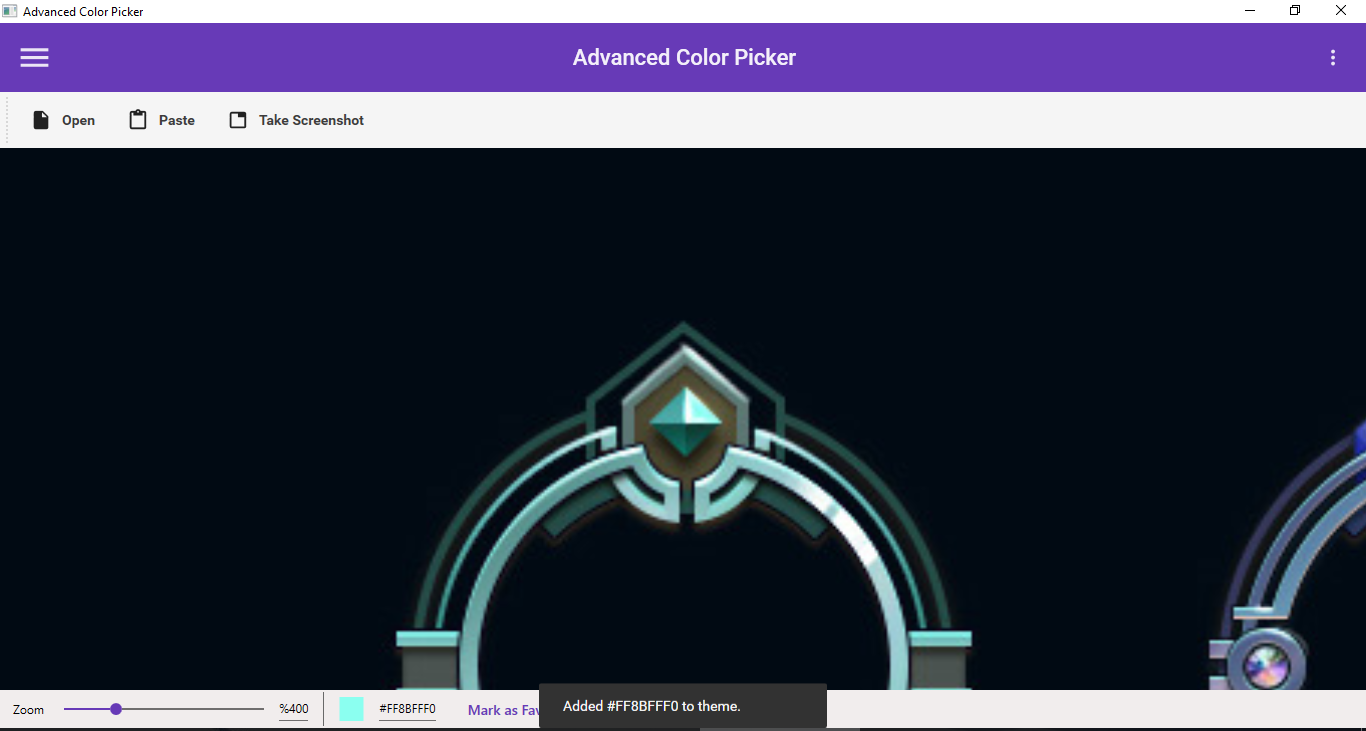 Advanced Color Picker
Advanced Color Picker
Open Paste Take Screenshot
Zoom %400 #FF8BFFF0 Mark as Fav
Added #FF8BFFF0 to theme.